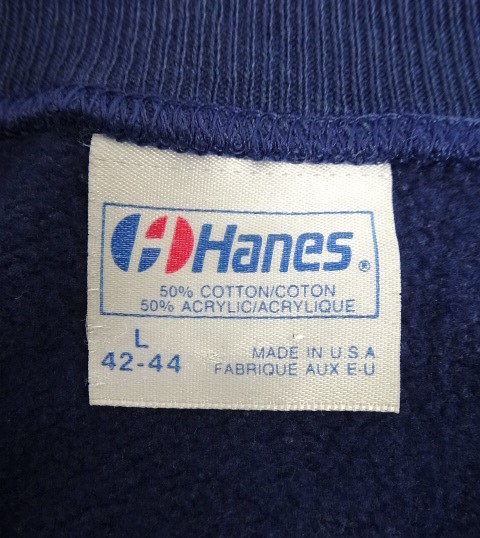 Hanes®
50% COTTON/COTON
50% ACRYLIC/ACRYLIQUE
L
42-44
MADE IN U.S.A
FABRIQUE AUX E-U